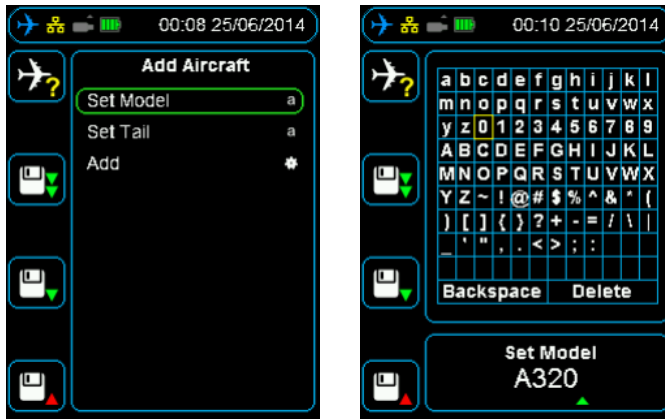 00:08 25/06/2014
Add Aircraft
Set Model a
Set Tail a
Add
?
00:10 25/06/2014
?
a b c d e f g h i j k l
m n o p q r s t u v w x
y z 0 1 2 3 4 5 6 7 8 9
A B C D E F G H I J K L
M N O P Q R S T U V W X
Y Z ~ ! @ # $ % ^ & * (
) [ ] { } ? + - = / \ |
_ ' " , . < > ; :
Backspace Delete
Set Model
A320